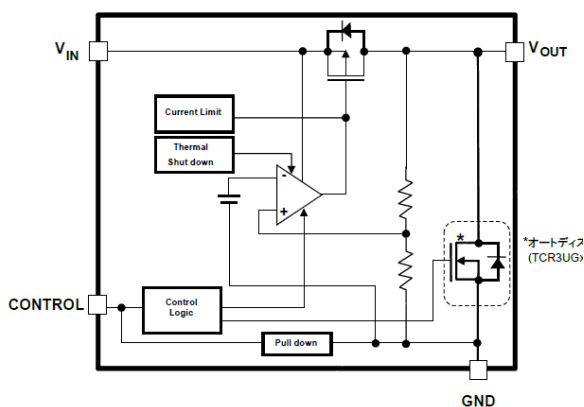 VIN
VOUT
Current Limit
Thermal
Shut down
-
+
*
*オートディス
(TCR3UGx
CONTROL
Control
Logic
Pull down
GND